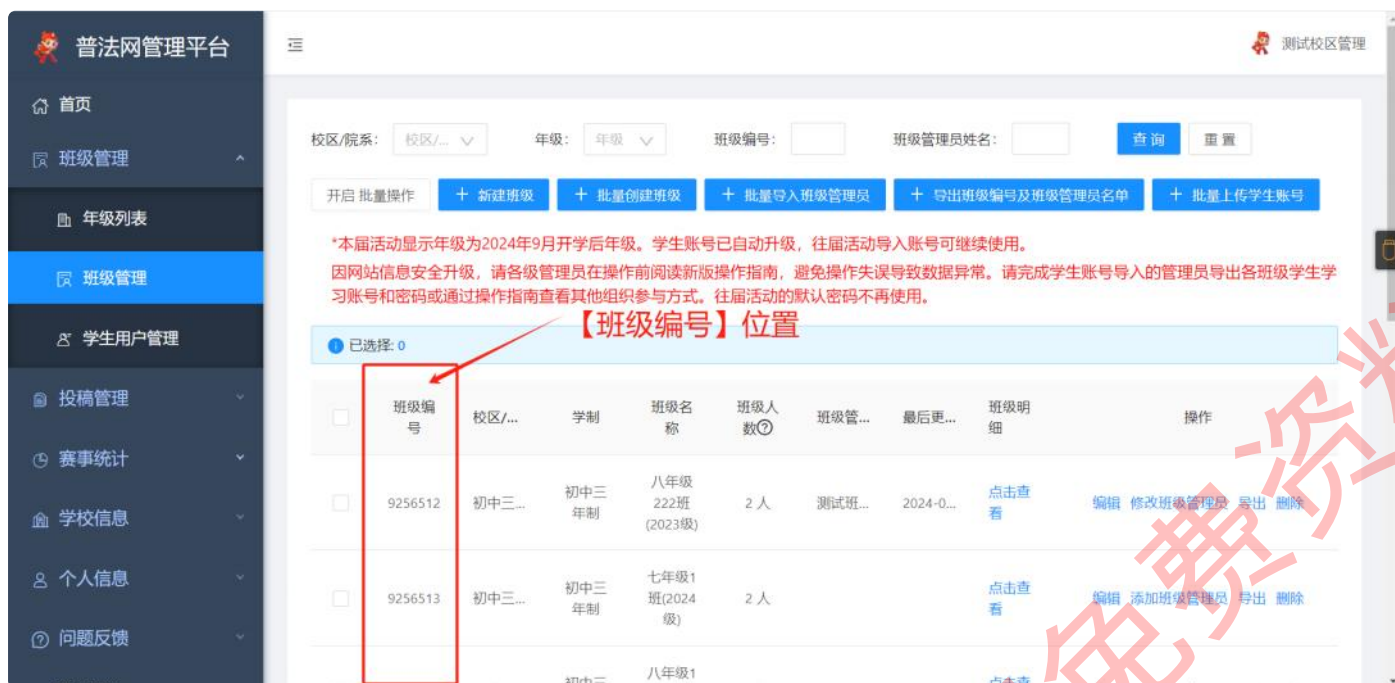 普法网管理平台
测试校区管理
首页
班级管理
年级列表
班级管理
学生用户管理
投稿管理
赛事统计
学校信息
个人信息
问题反馈
校区/院系: 校区/... 年级: 年级 班级编号: 班级管理员姓名: 查询 重置
开启 批量操作 + 新建班级 + 批量创建班级 + 批量导入班级管理员 + 导出班级编号及班级管理员名单 + 批量上传学生账号
*本届活动显示年级为2024年9月开学后年级。学生账号已自动升级，往届活动导入账号可继续使用。
因网站信息安全升级，请各级管理员在操作前阅读新版操作指南，避免操作失误导致数据异常。请完成学生账号导入的管理员导出各班级学生学
习账号和密码或通过操作指南查看其他组织参与方式。往届活动的默认密码不再使用。
【班级编号】位置
已选择: 0
班级编号 校区/... 学制 班级名称 班级人数? 班级管... 最后更... 班级明细 操作
9256512 初中三... 初中三年制 八年级222班(2023级) 2 人 测试班... 2024-0... 点击查看 编辑 修改班级管理员 导出 删除
9256513 初中三... 初中三年制 七年级1班(2024级) 2 人 点击查看 编辑 添加班级管理员 导出 删除
初中三 八年级1 点击查
免费资料